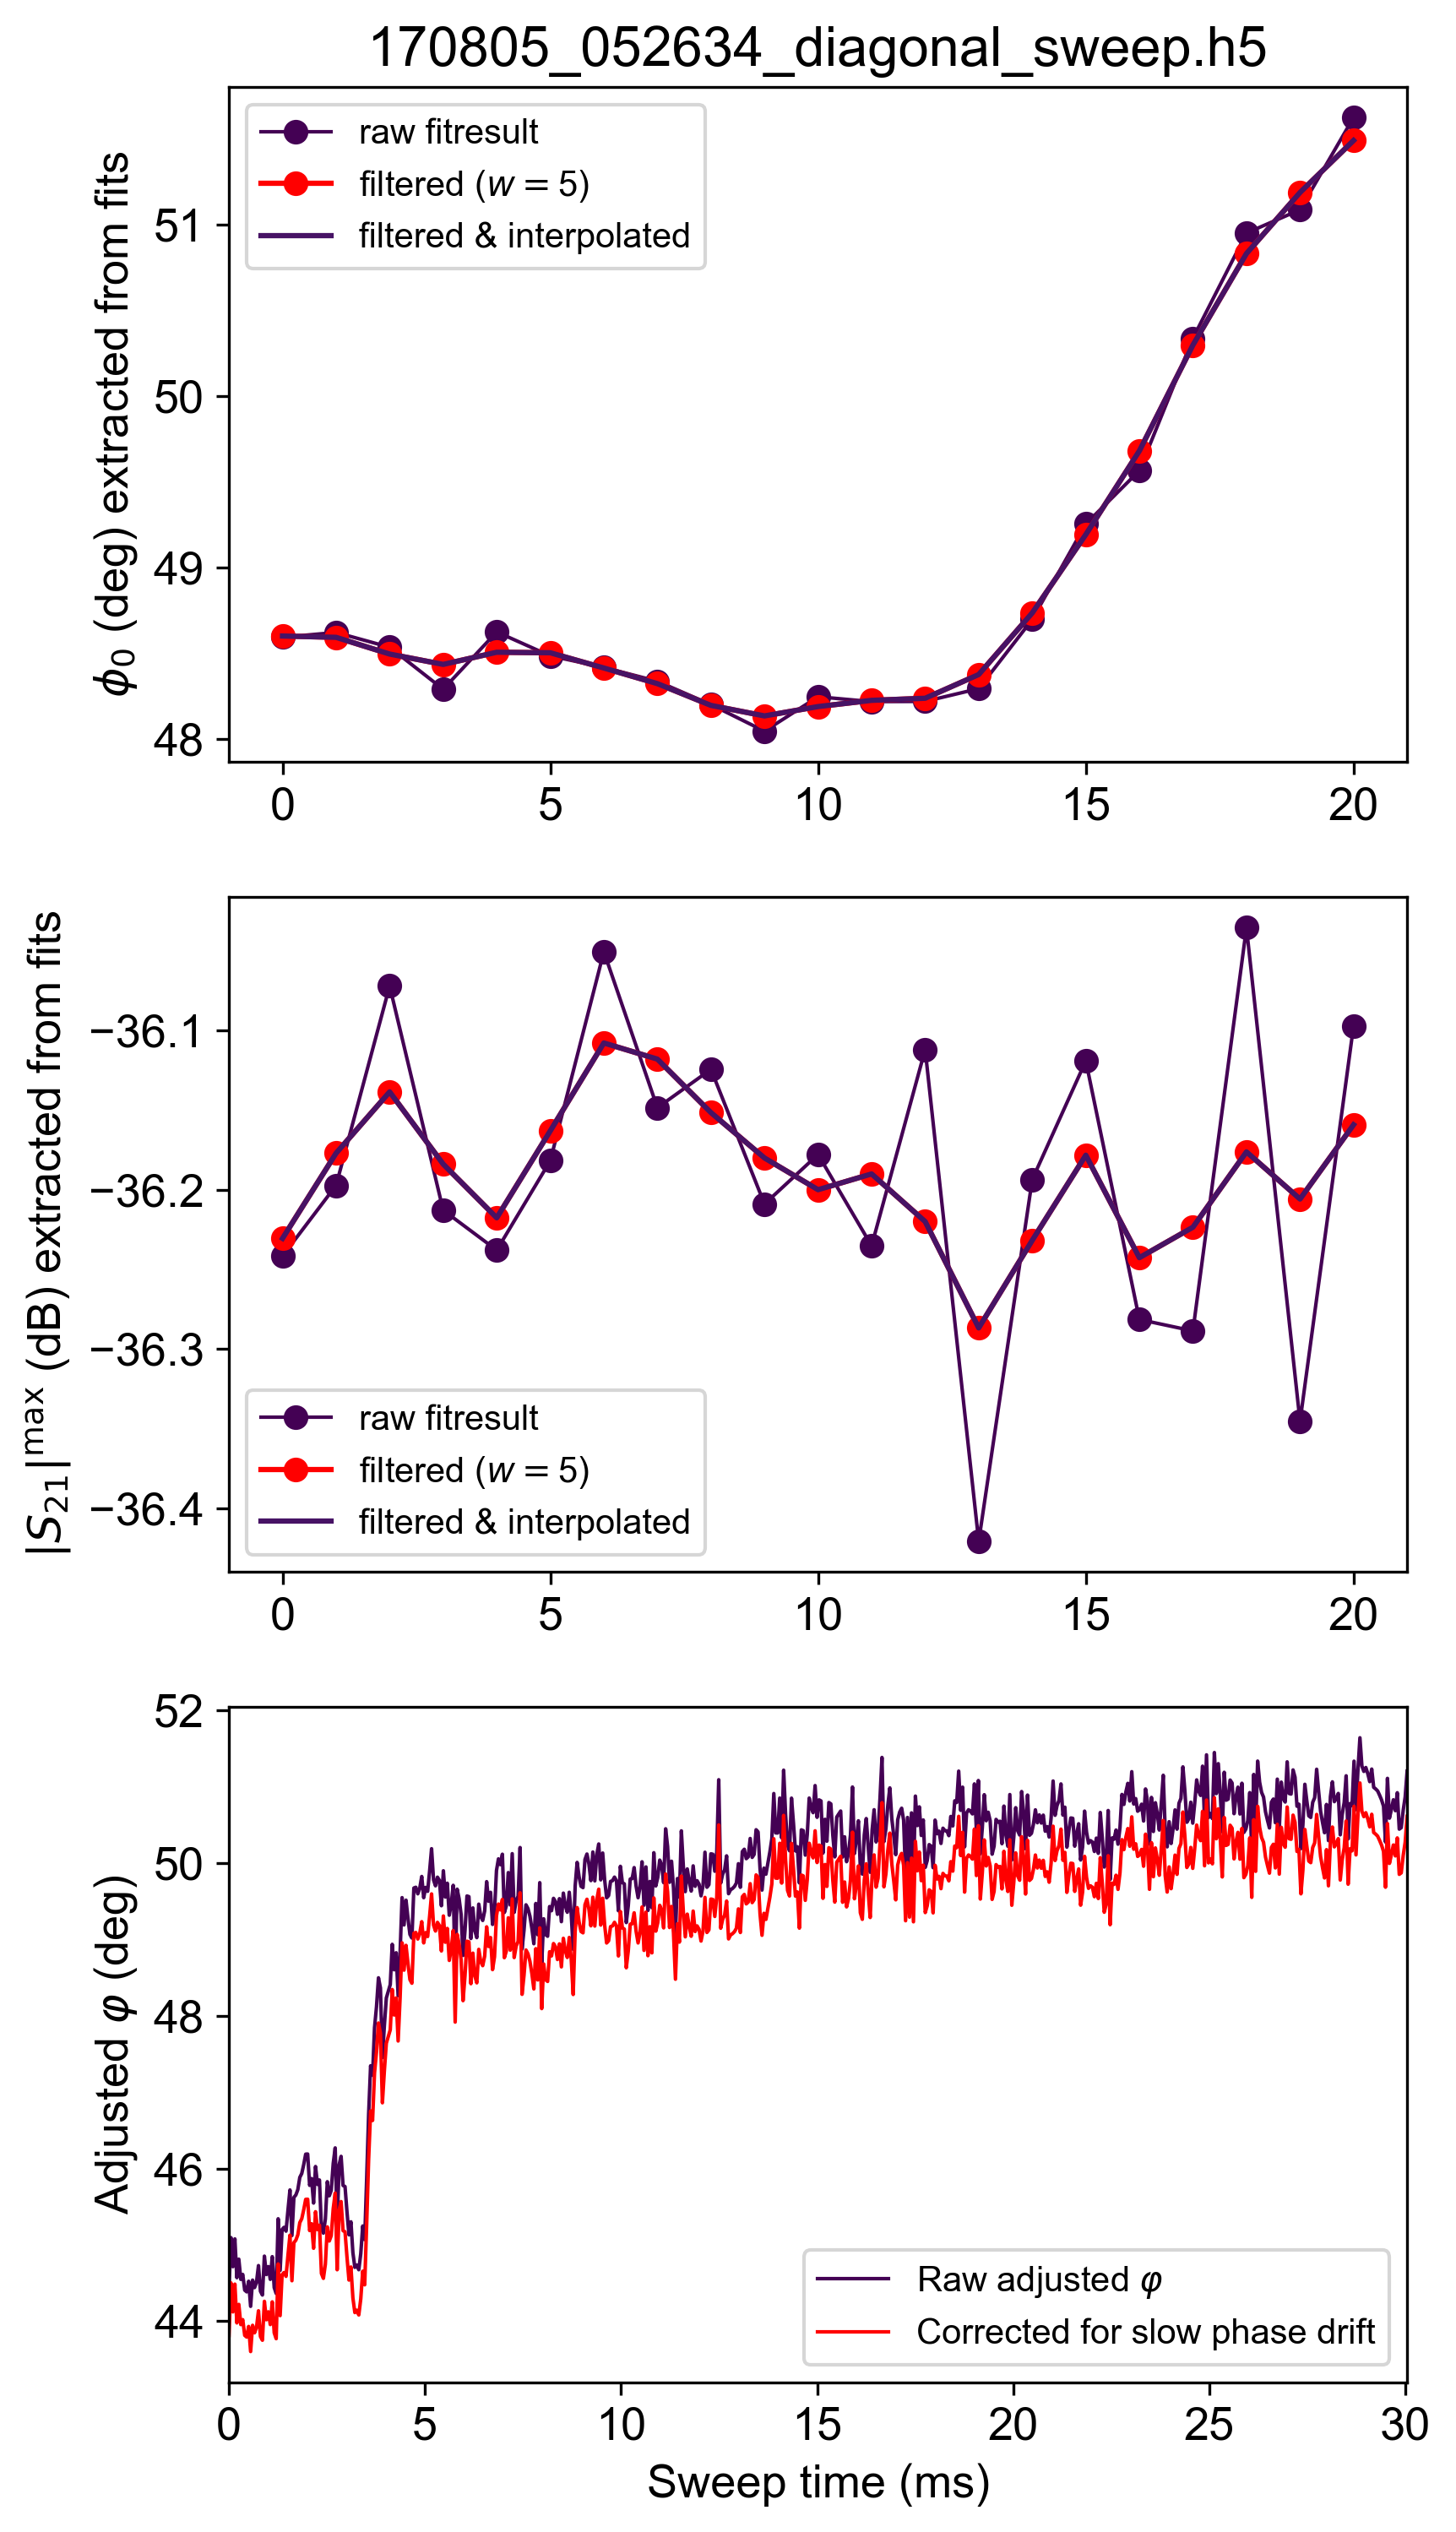 170805_052634_diagonal_sweep.h5
ϕ₀ (deg) extracted from fits
51
50
49
48
raw fitresult
filtered (w = 5)
filtered & interpolated
0 5 10 15 20
|S₂₁|ᵐᵃˣ (dB) extracted from fits
−36.1
−36.2
−36.3
−36.4
raw fitresult
filtered (w = 5)
filtered & interpolated
0 5 10 15 20
Adjusted φ (deg)
52
50
48
46
44
Raw adjusted φ
Corrected for slow phase drift
0 5 10 15 20 25 30
Sweep time (ms)